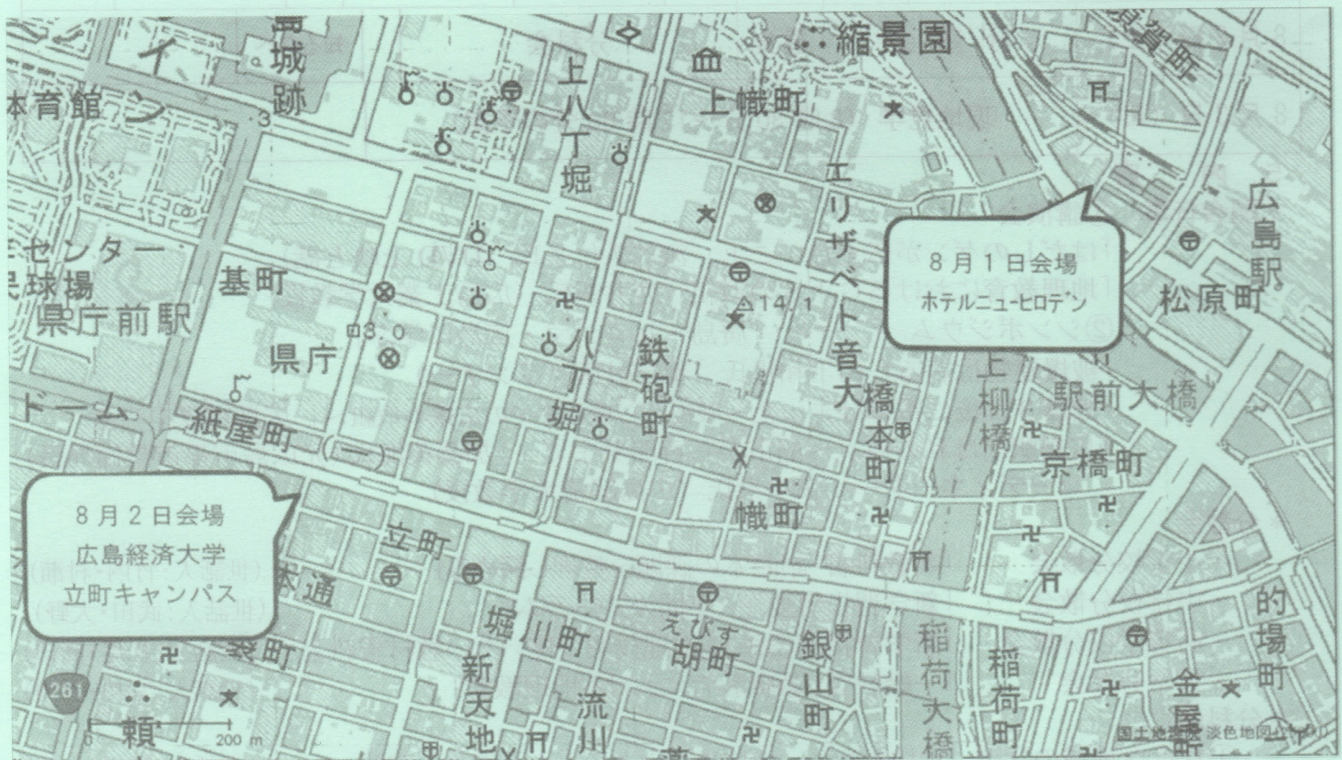 島城跡
イン
体育館
上八丁堀
上幟町
縮景園
須賀町
エリザベト音大
広島駅
松原町
センター
民球場
県庁前駅
基町
県庁
3.0
3
14.1
八丁堀
鉄砲町
橋本町
上柳橋
駅前大橋
京橋町
8月1日会場
ホテルニューヒロデン
ドーム
紙屋町
8月2日会場
広島経済大学
立町キャンパス
立町
本通
袋町
幟町
堀川町
えびす
胡町
銀山町
稲荷大橋
稲荷町
的場町
金屋町
新天地
流川
261
頼
0
200 m
国土地理院 淡色地図